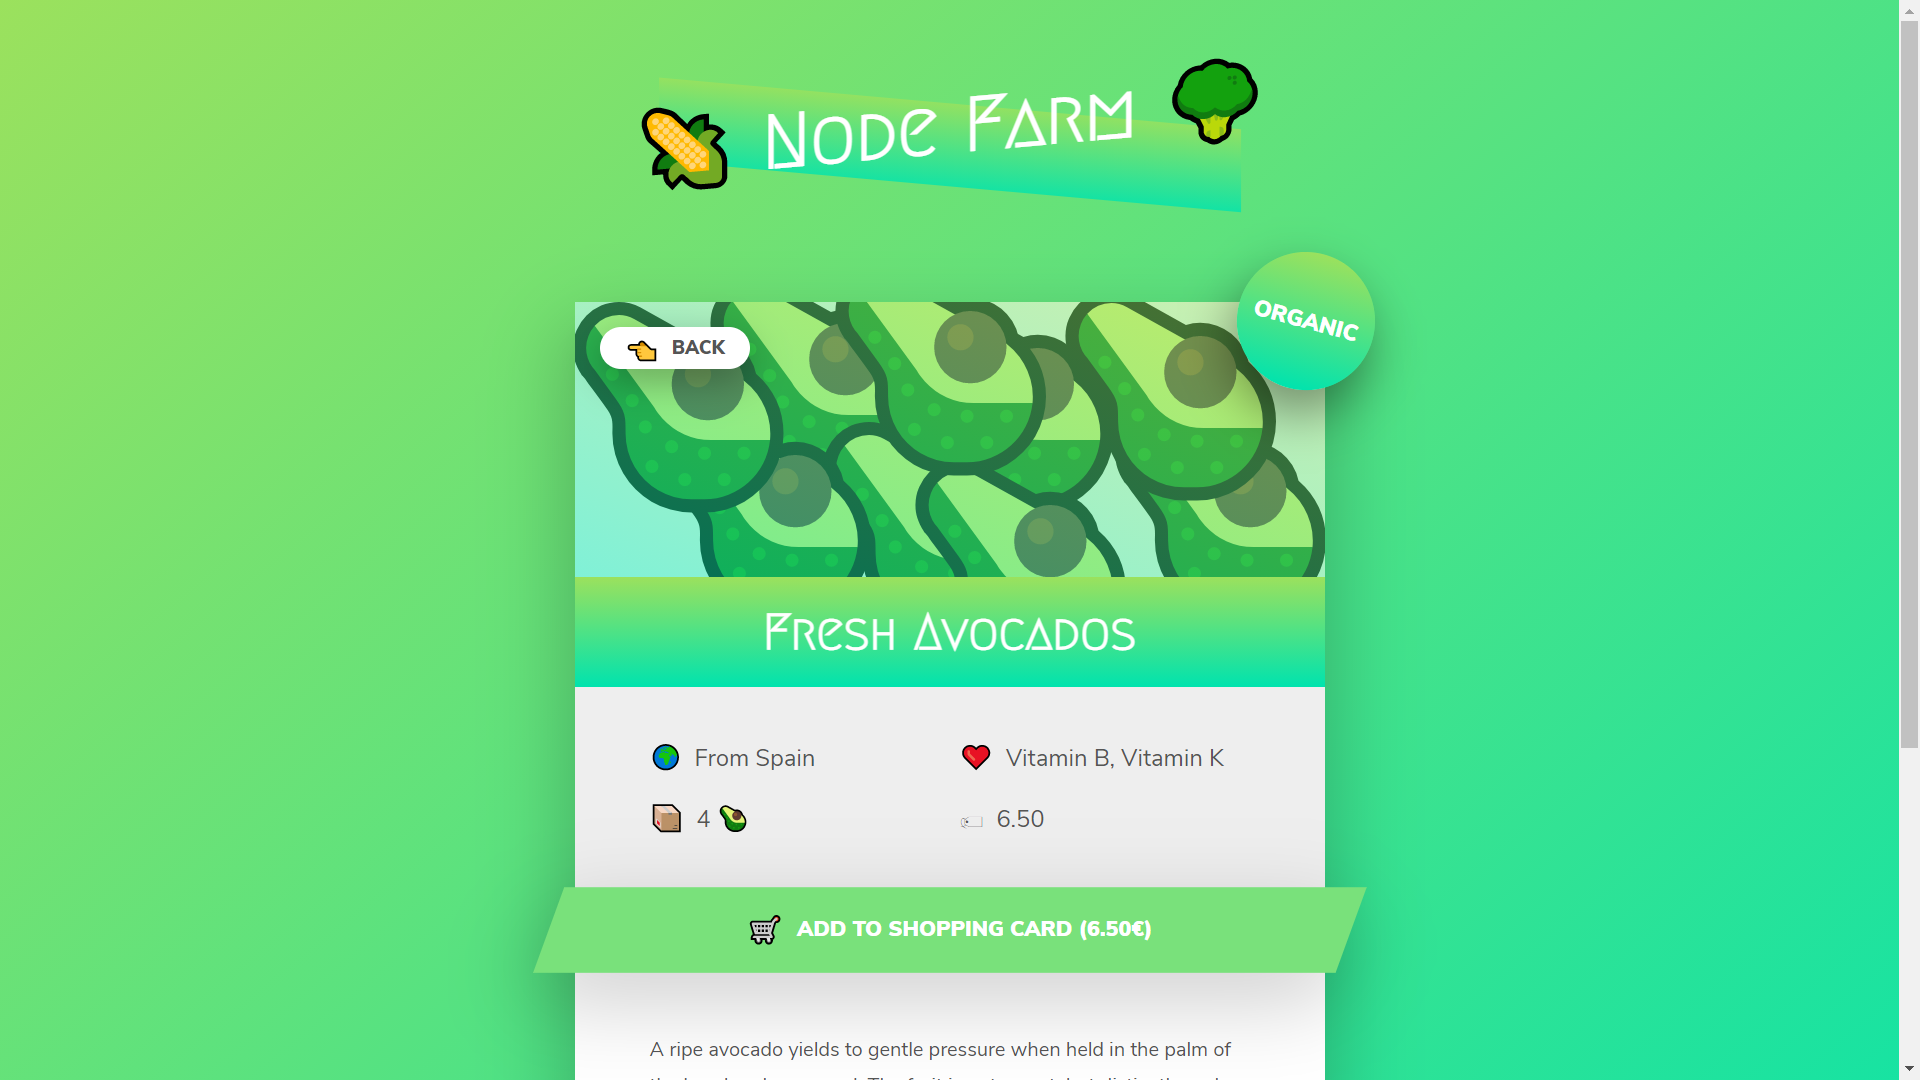 Node Farm
ORGANIC
BACK
Fresh Avocados
From Spain
Vitamin B, Vitamin K
4
6.50
ADD TO SHOPPING CARD (6.50€)
A ripe avocado yields to gentle pressure when held in the palm of